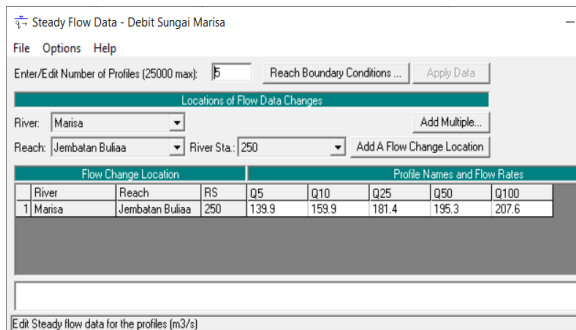 Steady Flow Data - Debit Sungai Marisa
File Options Help
Enter/Edit Number of Profiles (25000 max): 5 Reach Boundary Conditions ... Apply Data
Locations of Flow Data Changes
River: Marisa Add Multiple...
Reach: Jembatan Buliaa River Sta.: 250 Add A Flow Change Location
Flow Change Location Profile Names and Flow Rates
River Reach RS Q5 Q10 Q25 Q50 Q100
1 Marisa Jembatan Buliaa 250 139.9 159.9 181.4 195.3 207.6
Edit Steady flow data for the profiles (m3/s)